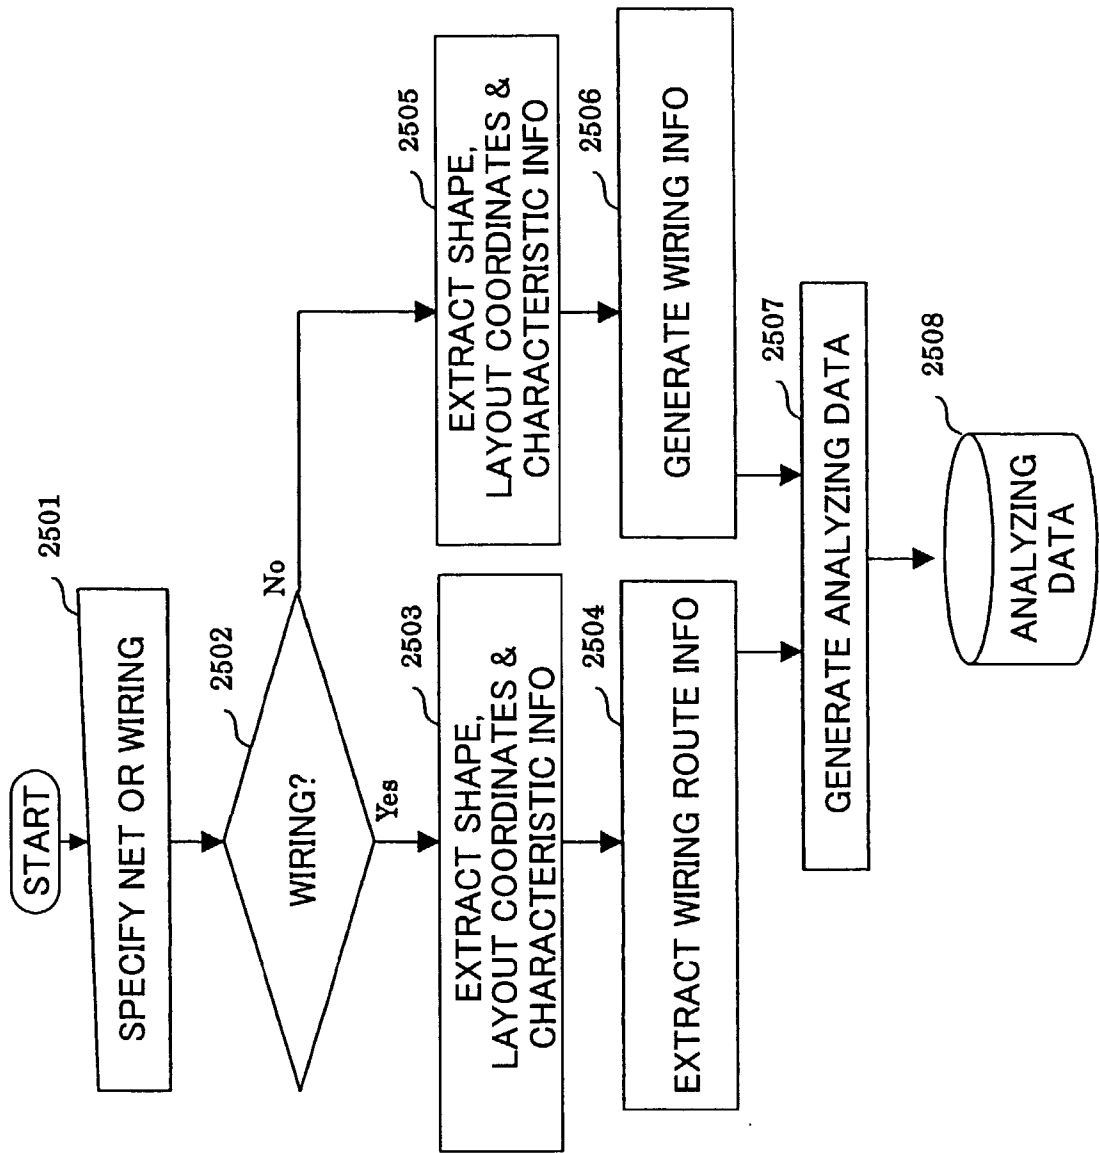 START
2501
SPECIFY NET OR WIRING
2502
WIRING?
No
Yes
2503
EXTRACT SHAPE,
LAYOUT COORDINATES &
CHARACTERISTIC INFO
2505
EXTRACT SHAPE,
LAYOUT COORDINATES &
CHARACTERISTIC INFO
2504
EXTRACT WIRING ROUTE INFO
2506
GENERATE WIRING INFO
2507
GENERATE ANALYZING DATA
2508
ANALYZING
DATA